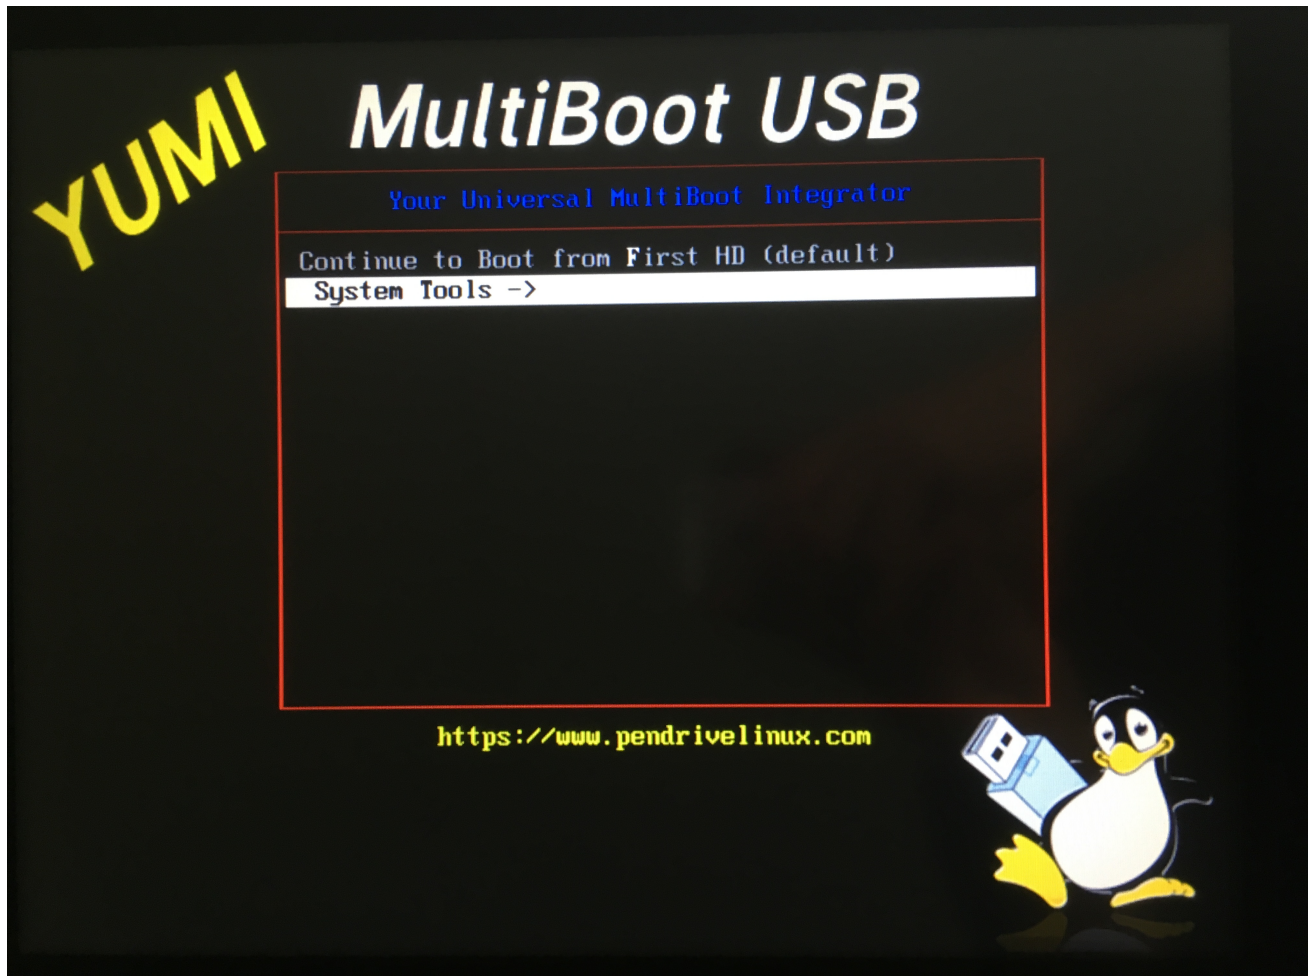 YUMI
MultiBoot USB
Your Universal MultiBoot Integrator
Continue to Boot from First HD (default)
System Tools ->
https://www.pendrivelinux.com